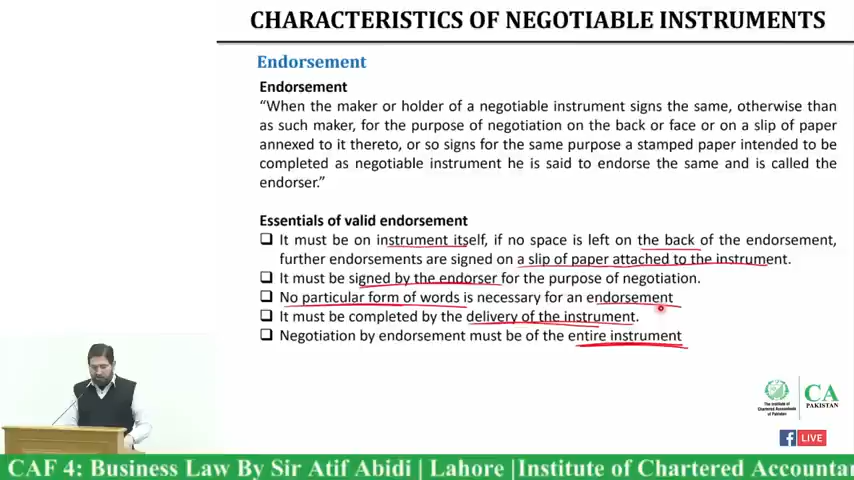 CHARACTERISTICS OF NEGOTIABLE INSTRUMENTS
Endorsement
Endorsement
“When the maker or holder of a negotiable instrument signs the same, otherwise than
as such maker, for the purpose of negotiation on the back or face or on a slip of paper
annexed to it thereto, or so signs for the same purpose a stamped paper intended to be
completed as negotiable instrument he is said to endorse the same and is called the
endorser.”
Essentials of valid endorsement
❑ It must be on instrument itself, if no space is left on the back of the endorsement,
further endorsements are signed on a slip of paper attached to the instrument.
❑ It must be signed by the endorser for the purpose of negotiation.
❑ No particular form of words is necessary for an endorsement
❑ It must be completed by the delivery of the instrument.
❑ Negotiation by endorsement must be of the entire instrument
The Institute of
Chartered Accountants
of Pakistan
CA
PAKISTAN
f LIVE
CAF 4: Business Law By Sir Atif Abidi | Lahore |Institute of Chartered Accountar